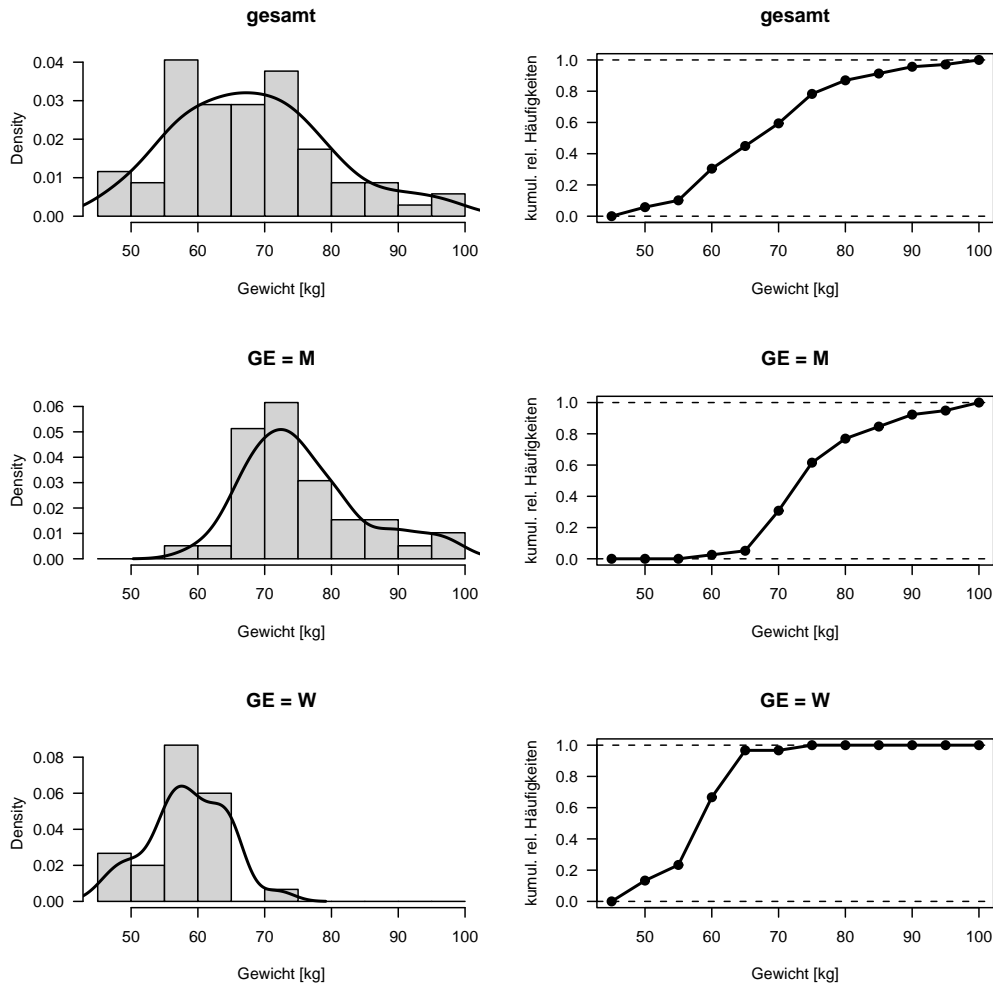 gesamt
Density
0.04
0.03
0.02
0.01
0.00
50 60 70 80 90 100
Gewicht [kg]
gesamt
kumul. rel. Häufigkeiten
1.0
0.8
0.6
0.4
0.2
0.0
50 60 70 80 90 100
Gewicht [kg]
GE = M
Density
0.06
0.05
0.04
0.03
0.02
0.01
0.00
50 60 70 80 90 100
Gewicht [kg]
GE = M
kumul. rel. Häufigkeiten
1.0
0.8
0.6
0.4
0.2
0.0
50 60 70 80 90 100
Gewicht [kg]
GE = W
Density
0.08
0.06
0.04
0.02
0.00
50 60 70 80 90 100
Gewicht [kg]
GE = W
kumul. rel. Häufigkeiten
1.0
0.8
0.6
0.4
0.2
0.0
50 60 70 80 90 100
Gewicht [kg]